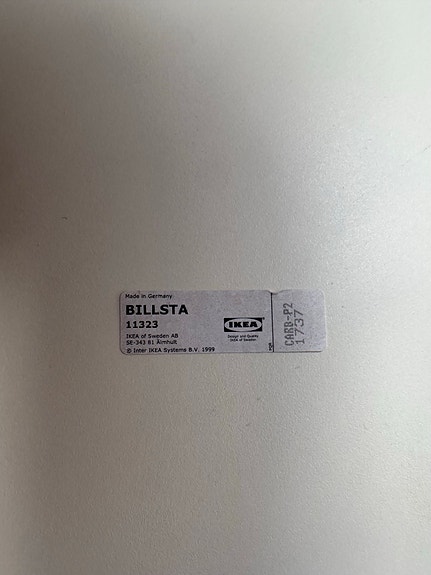 Made in Germany
BILLSTA
11323
IKEA of Sweden AB
SE-343 81 Älmhult
© Inter IKEA Systems B.V. 1999
IKEA
Design and Quality
IKEA of Sweden
CARB-P2
1737